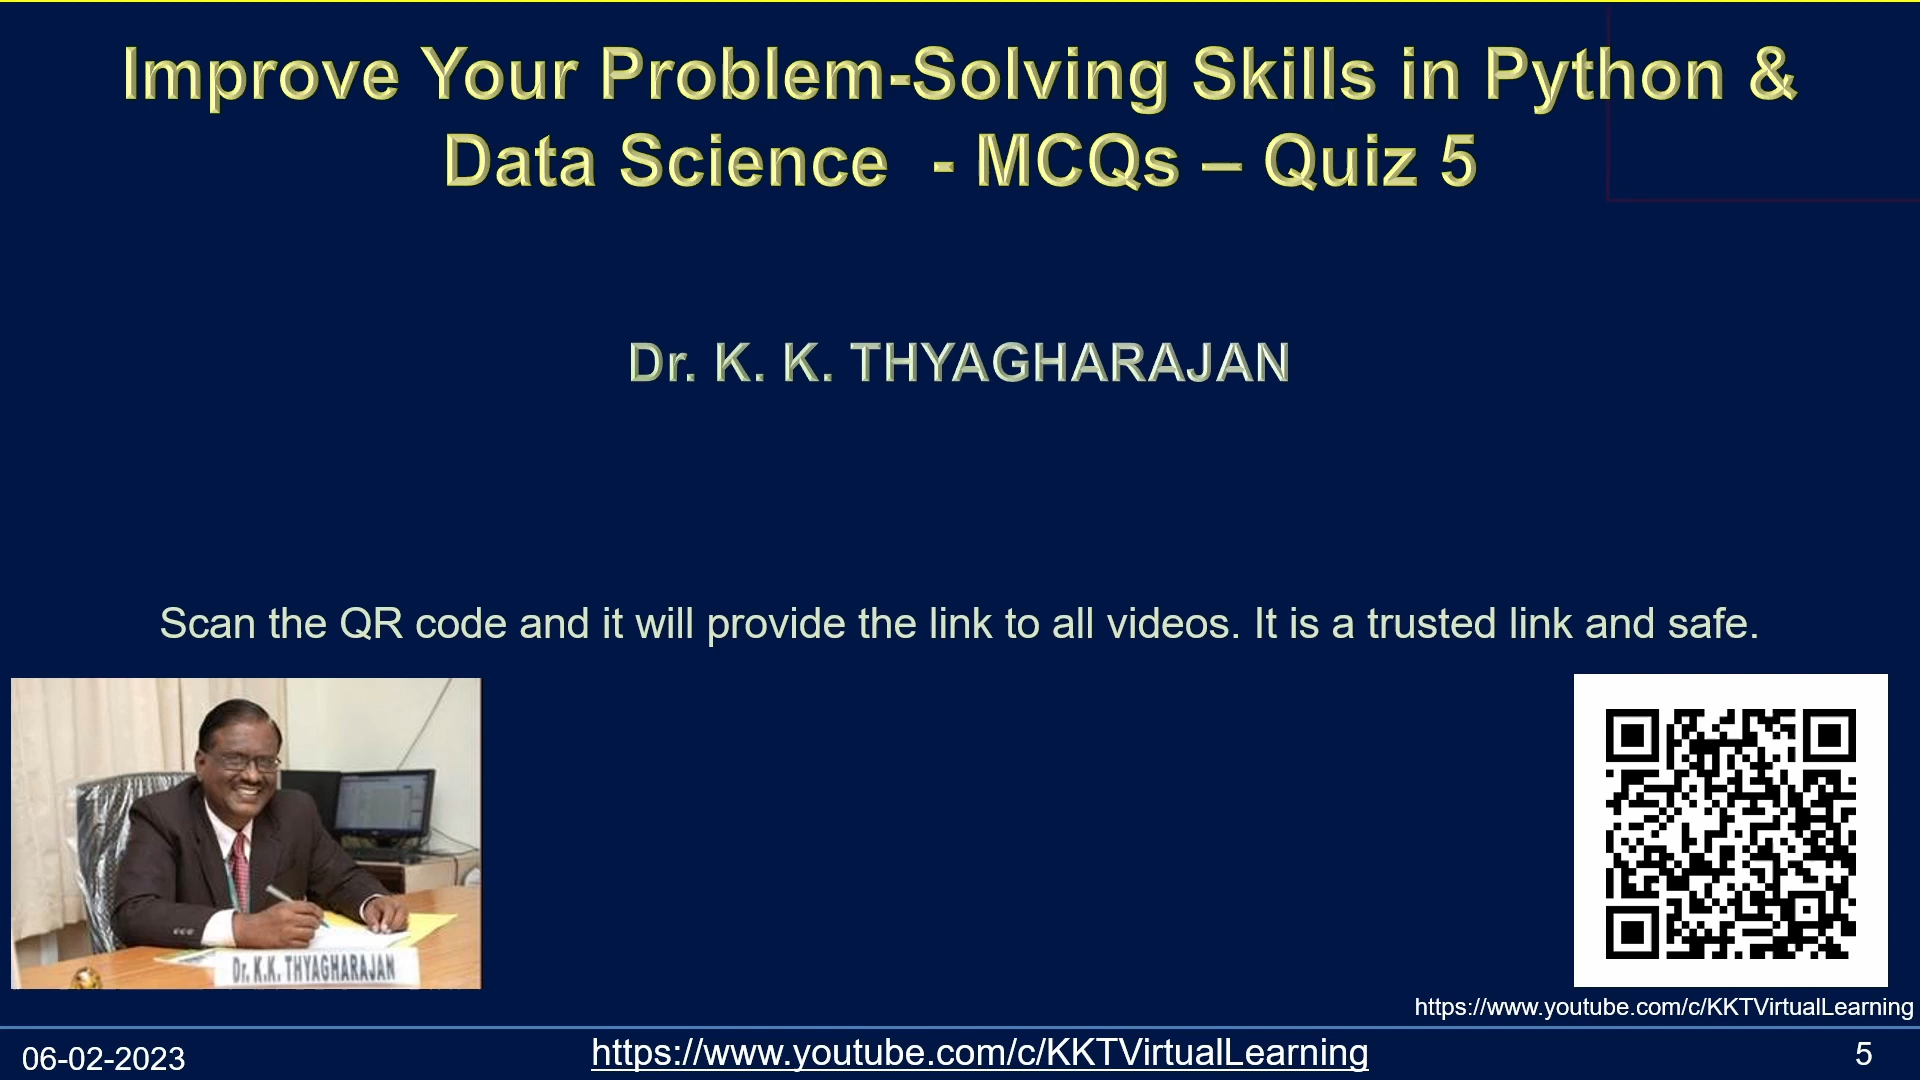 Improve Your Problem-Solving Skills in Python &
Data Science - MCQs – Quiz 5
Dr. K. K. THYAGHARAJAN
Scan the QR code and it will provide the link to all videos. It is a trusted link and safe.
Dr. K.K. THYAGHARAJAN
https://www.youtube.com/c/KKTVirtualLearning
06-02-2023
https://www.youtube.com/c/KKTVirtualLearning
5